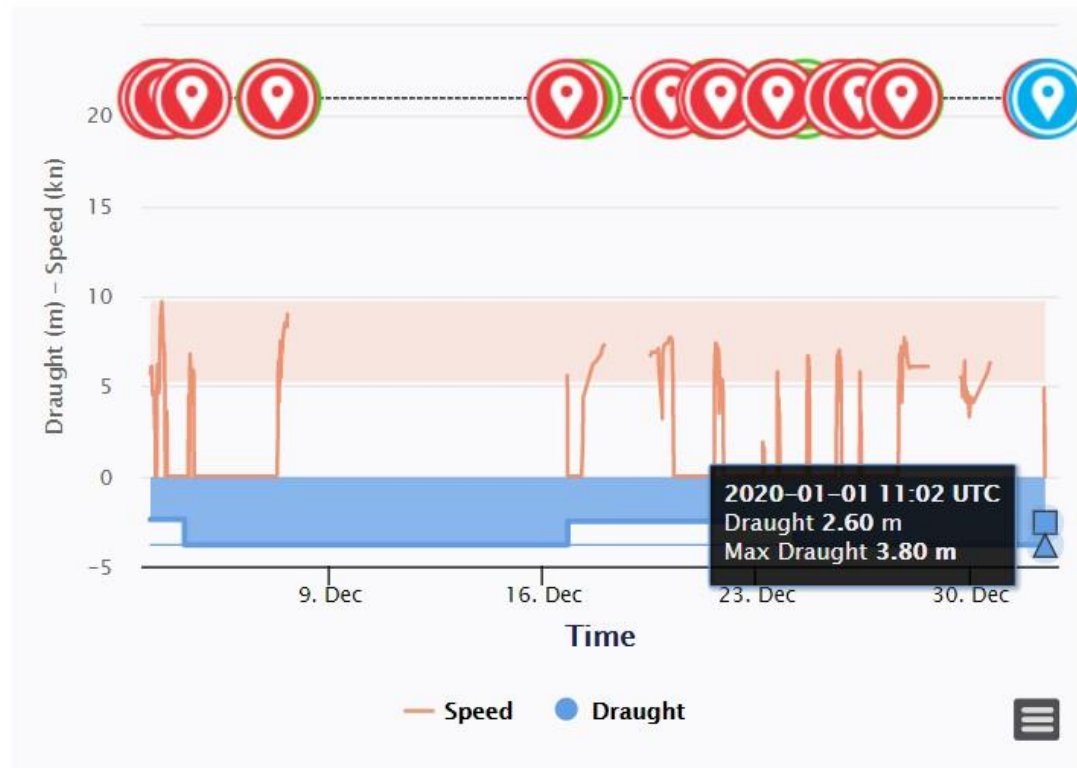 Draught (m) – Speed (kn)
20
15
10
5
0
−5
2020–01–01 11:02 UTC
Draught 2.60 m
Max Draught 3.80 m
9. Dec
16. Dec
23. Dec
30. Dec
Time
Speed
Draught